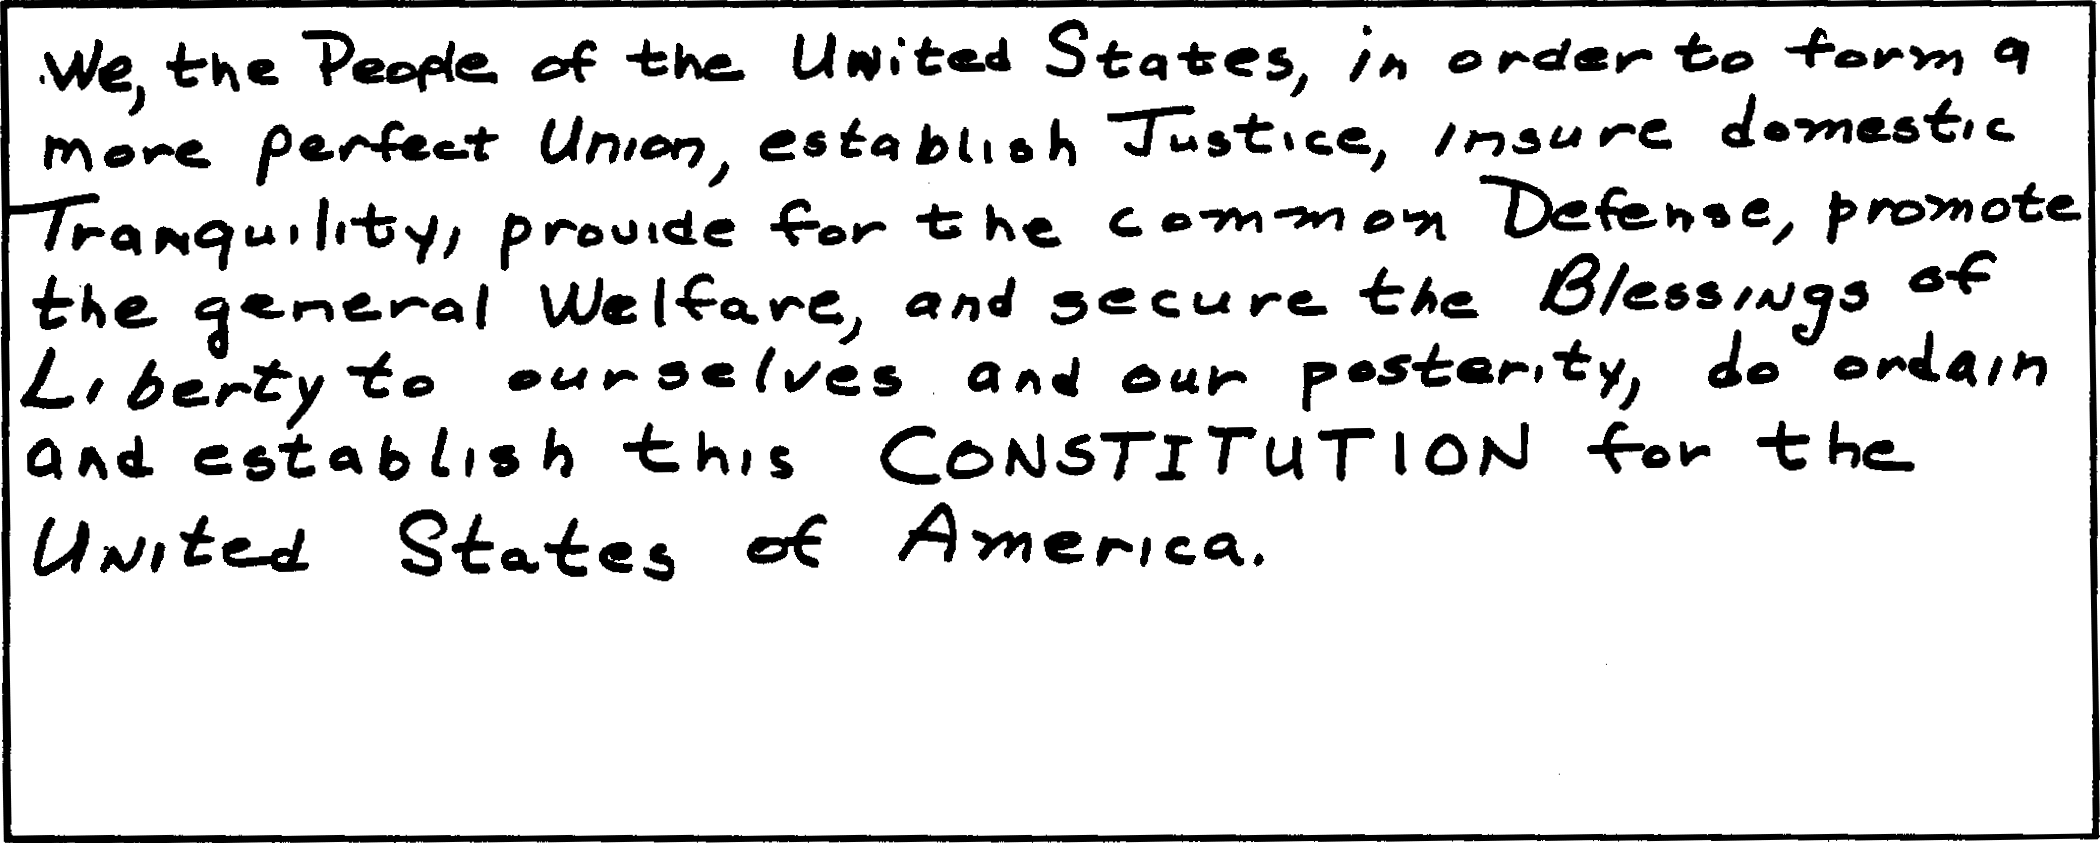 We, the People of the United States, in order to form a
more perfect Union, establish Justice, insure domestic
Tranquility, provide for the common Defense, promote
the general Welfare, and secure the Blessings of
Liberty to ourselves and our posterity, do ordain
and establish this CONSTITUTION for the
United States of America.